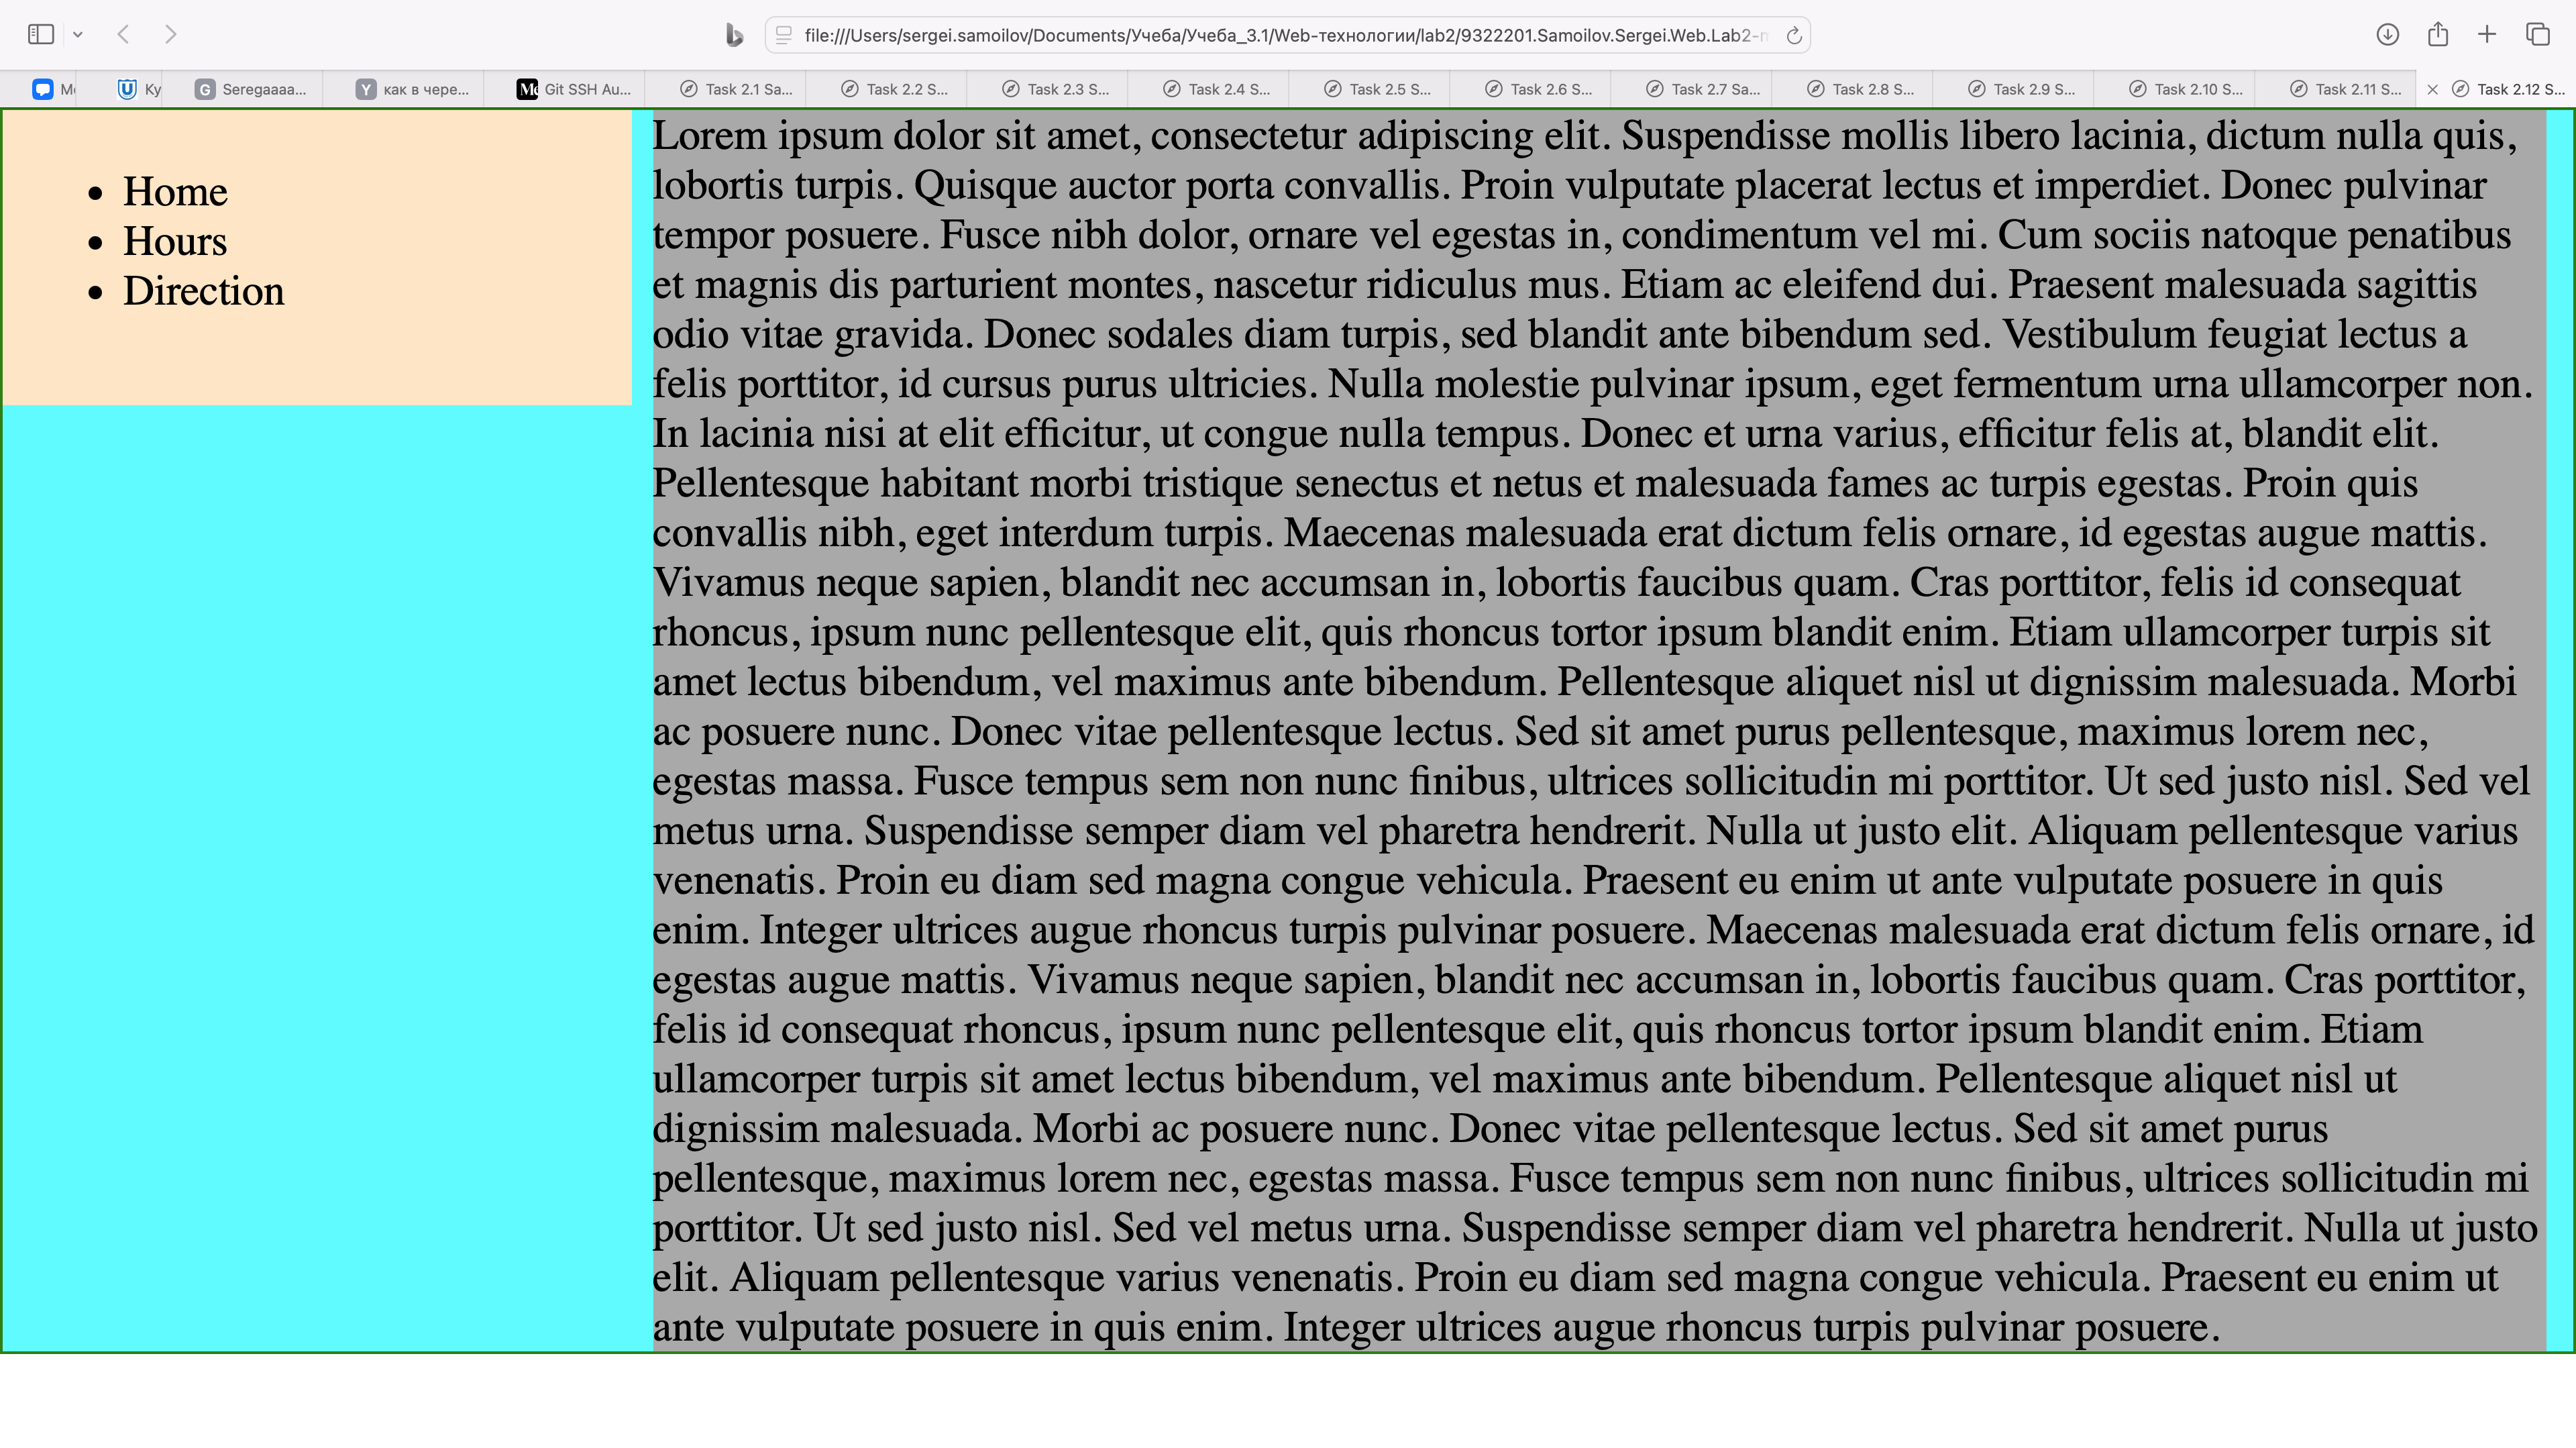 file:///Users/sergei.samoilov/Documents/Учеба/Учеба_3.1/Web-технологии/lab2/9322201.Samoilov.Sergei.Web.Lab2-
Ky G Seregaaaa... Y как в чере... Git SSH Au... Task 2.1 Sa... Task 2.2 S... Task 2.3 S... Task 2.4 S... Task 2.5 S... Task 2.6 S... Task 2.7 Sa... Task 2.8 S... Task 2.9 S... Task 2.10 S... Task 2.11 S... Task 2.12 S...
• Home
• Hours
• Direction
Lorem ipsum dolor sit amet, consectetur adipiscing elit. Suspendisse mollis libero lacinia, dictum nulla quis,
lobortis turpis. Quisque auctor porta convallis. Proin vulputate placerat lectus et imperdiet. Donec pulvinar
tempor posuere. Fusce nibh dolor, ornare vel egestas in, condimentum vel mi. Cum sociis natoque penatibus
et magnis dis parturient montes, nascetur ridiculus mus. Etiam ac eleifend dui. Praesent malesuada sagittis
odio vitae gravida. Donec sodales diam turpis, sed blandit ante bibendum sed. Vestibulum feugiat lectus a
felis porttitor, id cursus purus ultricies. Nulla molestie pulvinar ipsum, eget fermentum urna ullamcorper non.
In lacinia nisi at elit efficitur, ut congue nulla tempus. Donec et urna varius, efficitur felis at, blandit elit.
Pellentesque habitant morbi tristique senectus et netus et malesuada fames ac turpis egestas. Proin quis
convallis nibh, eget interdum turpis. Maecenas malesuada erat dictum felis ornare, id egestas augue mattis.
Vivamus neque sapien, blandit nec accumsan in, lobortis faucibus quam. Cras porttitor, felis id consequat
rhoncus, ipsum nunc pellentesque elit, quis rhoncus tortor ipsum blandit enim. Etiam ullamcorper turpis sit
amet lectus bibendum, vel maximus ante bibendum. Pellentesque aliquet nisl ut dignissim malesuada. Morbi
ac posuere nunc. Donec vitae pellentesque lectus. Sed sit amet purus pellentesque, maximus lorem nec,
egestas massa. Fusce tempus sem non nunc finibus, ultrices sollicitudin mi porttitor. Ut sed justo nisl. Sed vel
metus urna. Suspendisse semper diam vel pharetra hendrerit. Nulla ut justo elit. Aliquam pellentesque varius
venenatis. Proin eu diam sed magna congue vehicula. Praesent eu enim ut ante vulputate posuere in quis
enim. Integer ultrices augue rhoncus turpis pulvinar posuere. Maecenas malesuada erat dictum felis ornare, id
egestas augue mattis. Vivamus neque sapien, blandit nec accumsan in, lobortis faucibus quam. Cras porttitor,
felis id consequat rhoncus, ipsum nunc pellentesque elit, quis rhoncus tortor ipsum blandit enim. Etiam
ullamcorper turpis sit amet lectus bibendum, vel maximus ante bibendum. Pellentesque aliquet nisl ut
dignissim malesuada. Morbi ac posuere nunc. Donec vitae pellentesque lectus. Sed sit amet purus
pellentesque, maximus lorem nec, egestas massa. Fusce tempus sem non nunc finibus, ultrices sollicitudin mi
porttitor. Ut sed justo nisl. Sed vel metus urna. Suspendisse semper diam vel pharetra hendrerit. Nulla ut justo
elit. Aliquam pellentesque varius venenatis. Proin eu diam sed magna congue vehicula. Praesent eu enim ut
ante vulputate posuere in quis enim. Integer ultrices augue rhoncus turpis pulvinar posuere.